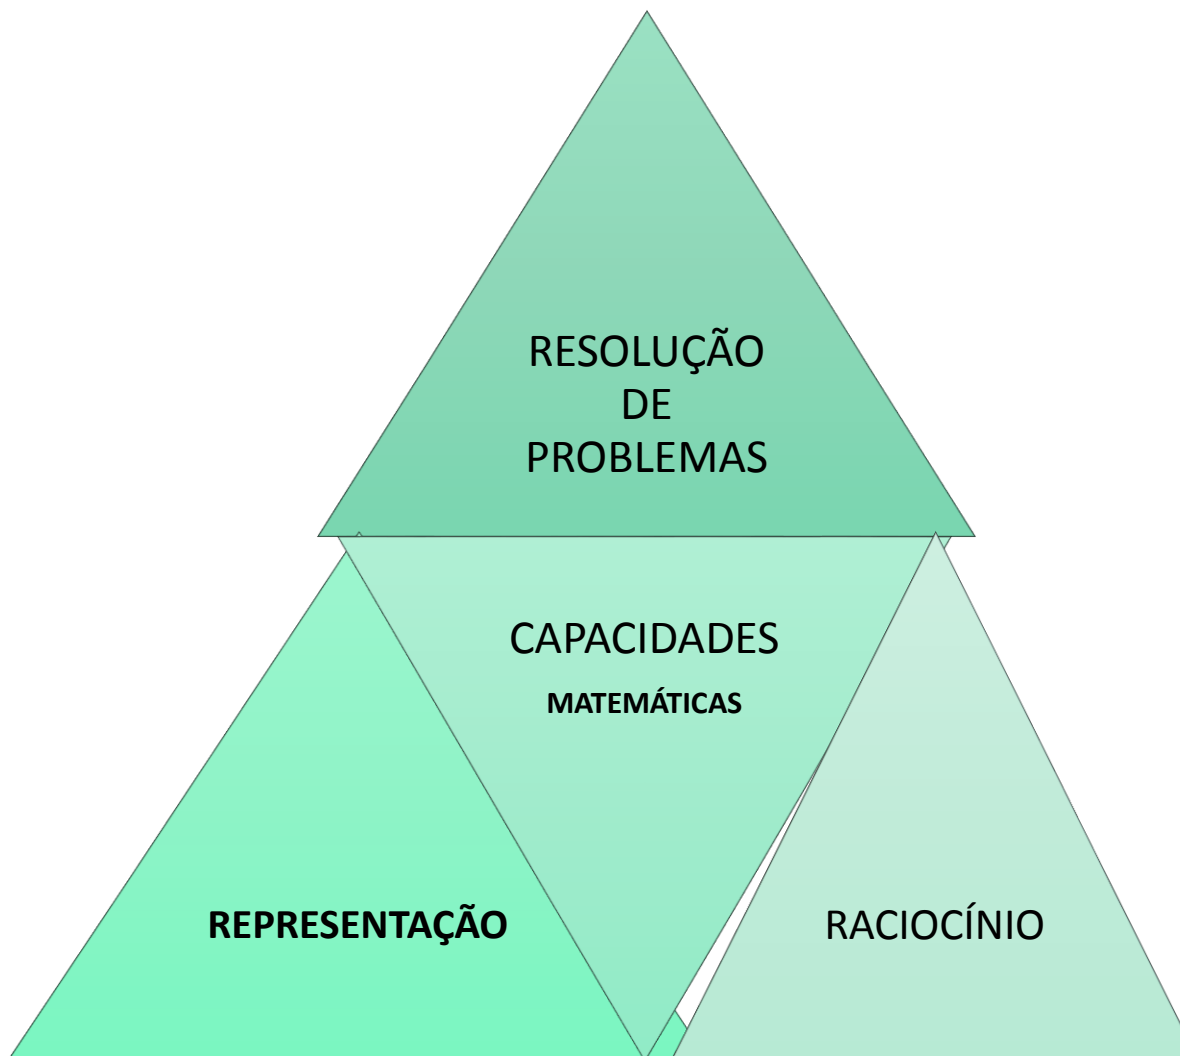 RESOLUÇÃO
DE
PROBLEMAS
CAPACIDADES
MATEMÁTICAS
REPRESENTAÇÃO
RACIOCÍNIO